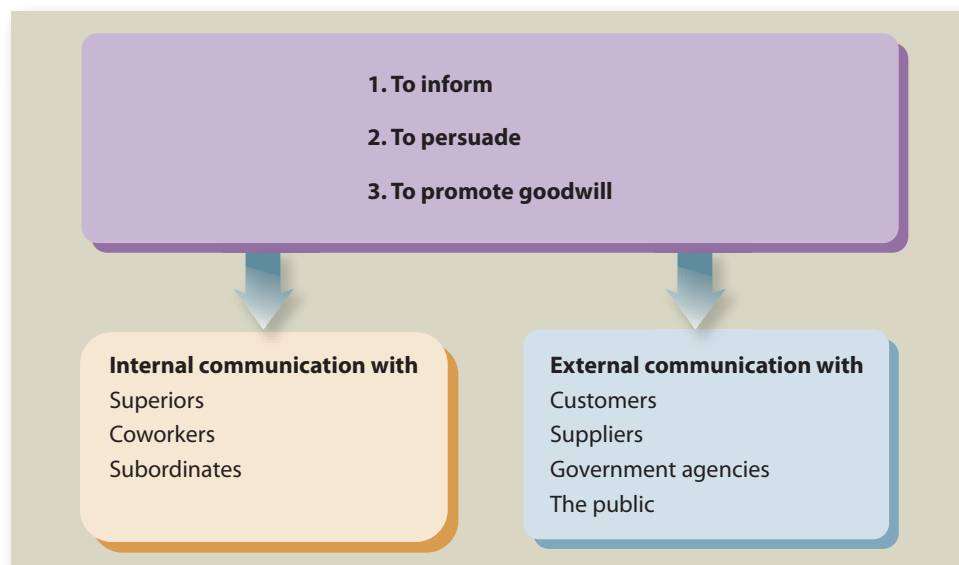 1. To inform
2. To persuade
3. To promote goodwill
Internal communication with
Superiors
Coworkers
Subordinates
External communication with
Customers
Suppliers
Government agencies
The public